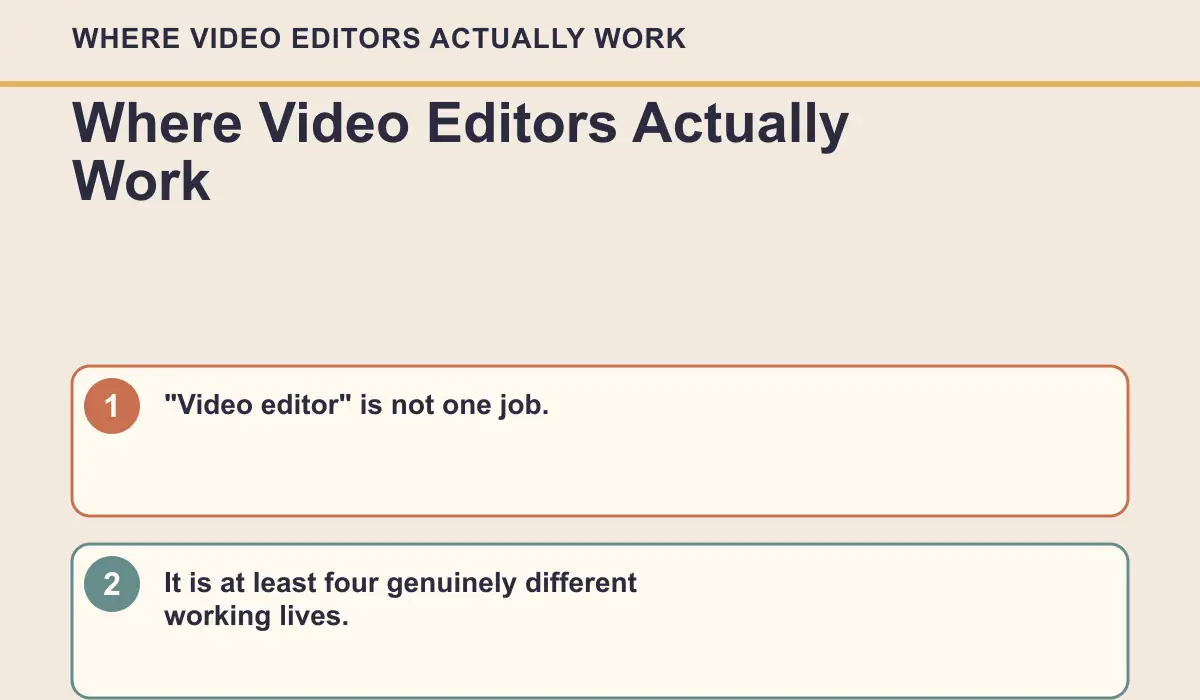 WHERE VIDEO EDITORS ACTUALLY WORK
Where Video Editors Actually
Work
1
"Video editor" is not one job.
2
It is at least four genuinely different
working lives.